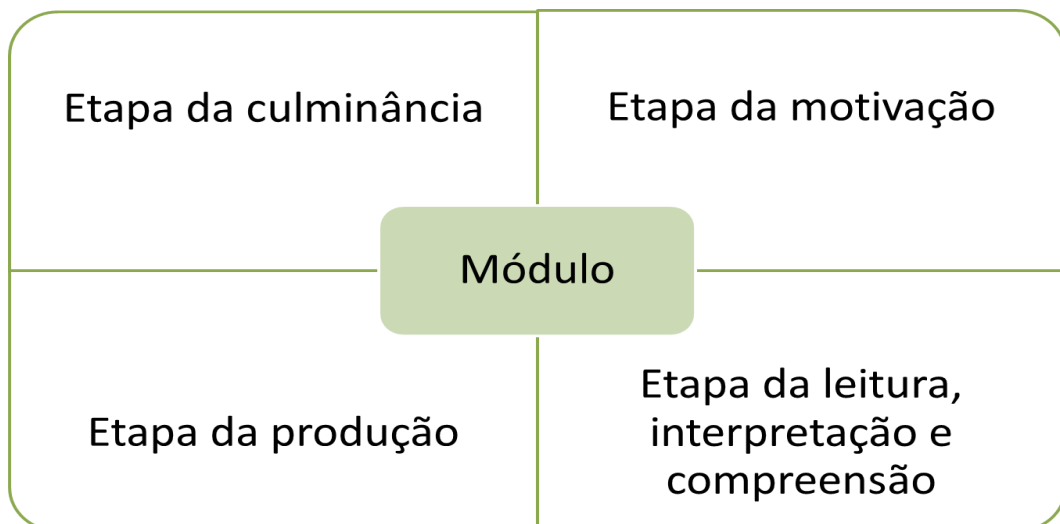 Etapa da culminância
Etapa da motivação
Módulo
Etapa da produção
Etapa da leitura,
interpretação e
compreensão